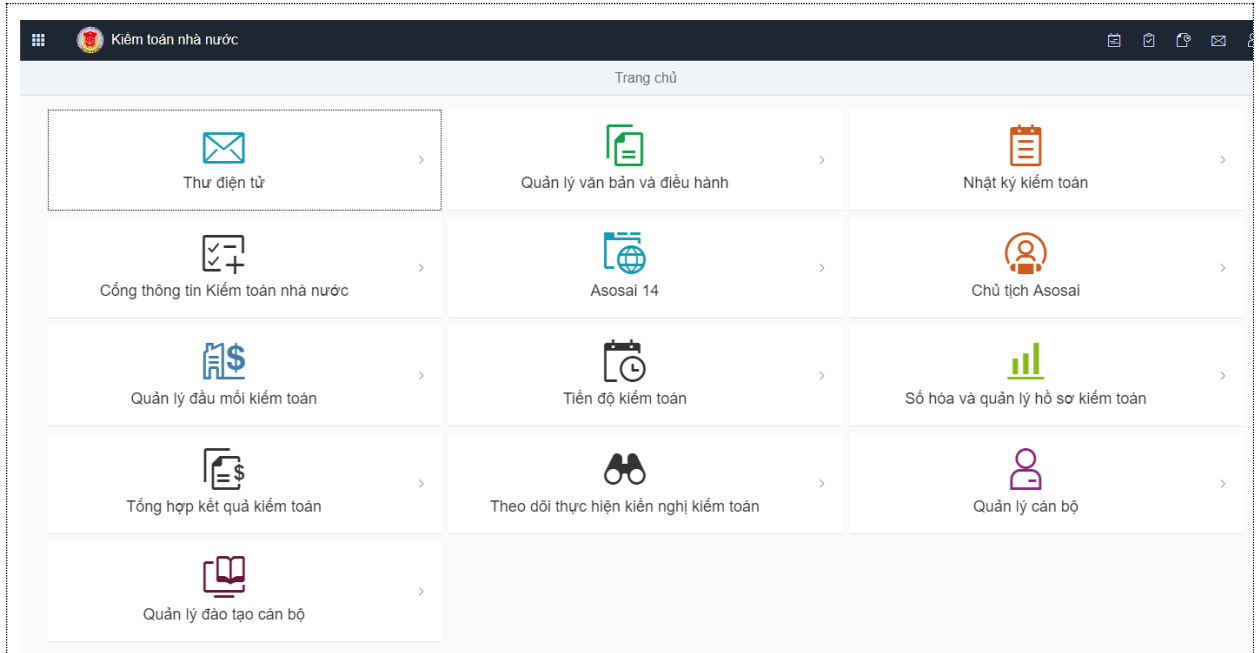 Kiểm toán nhà nước
Trang chủ
Thư điện tử
Quản lý văn bản và điều hành
Nhật ký kiểm toán
Cổng thông tin Kiểm toán nhà nước
Asosai 14
Chủ tịch Asosai
Quản lý đầu mối kiểm toán
Tiến độ kiểm toán
Số hóa và quản lý hồ sơ kiểm toán
Tổng hợp kết quả kiểm toán
Theo dõi thực hiện kiến nghị kiểm toán
Quản lý cán bộ
Quản lý đào tạo cán bộ